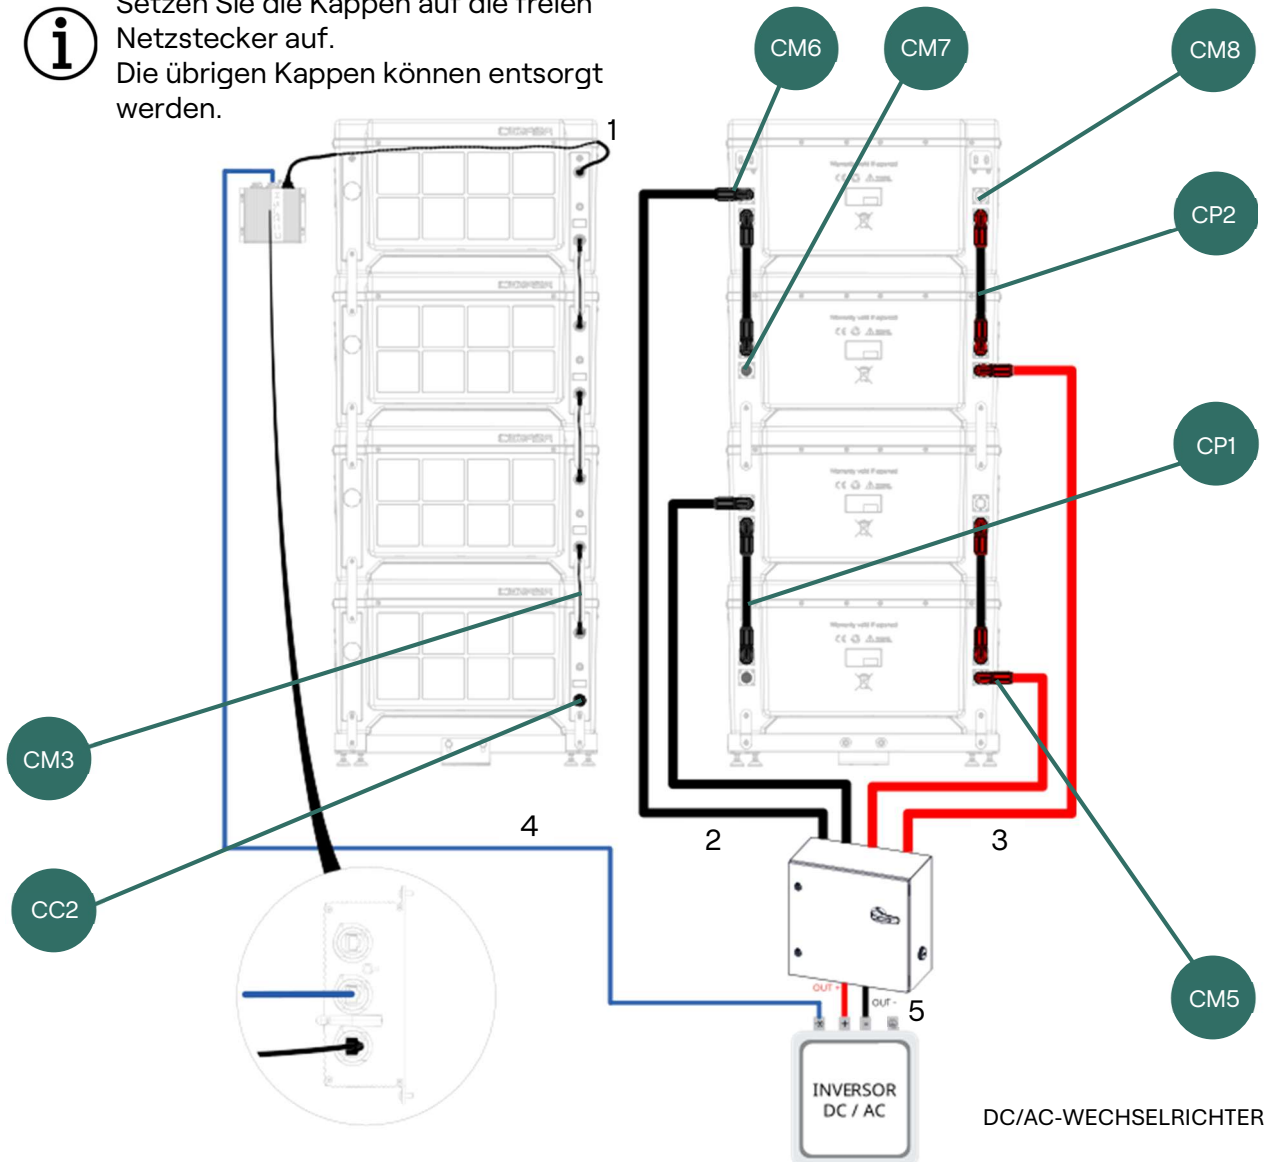 Setzen Sie die Kappen auf die freien
Netzstecker auf.
Die übrigen Kappen können entsorgt
werden.
CM6
CM7
CM8
1
CP2
CP1
CM3
4
2
3
CC2
CM5
OUT +
OUT -
5
+
-
INVERSOR
DC / AC
DC/AC-WECHSELRICHTER